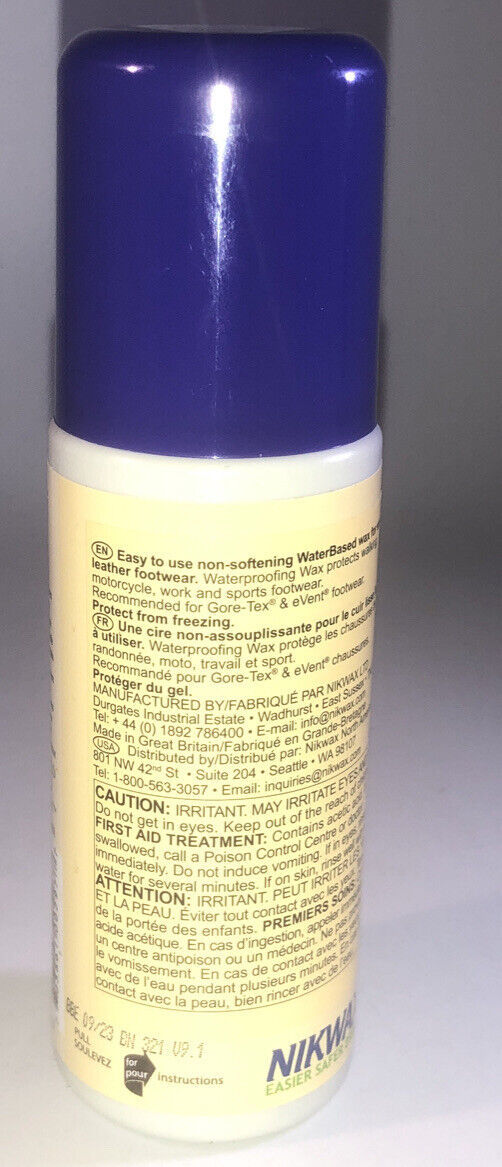 EN Easy to use non-softening WaterBased wax for
leather footwear. Waterproofing Wax protects walking
motorcycle, work and sports footwear.
Recommended for Gore-Tex® & eVent® footwear.
Protect from freezing.
FR Une cire non-assouplissante pour le cuir
à utiliser. Waterproofing Wax protège les chaussures
randonnée, moto, travail et sport.
Recommandé pour Gore-Tex® & eVent® chaussures.
Protéger du gel.
MANUFACTURED BY/FABRIQUÉ PAR NIKWAX LTD
Durgates Industrial Estate • Wadhurst • East Sussex
Tel: + 44 (0) 1892 786400 • E-mail: info@nikwax.com
Made in Great Britain/Fabriqué en Grande-Bretagne
USA Distributed by/Distribué par: Nikwax North
801 NW 42nd St • Suite 204 • Seattle • WA 98107
Tel: 1-800-563-3057 • Email: inquiries@nikwax.com
CAUTION: IRRITANT. MAY IRRITATE EYES
Do not get in eyes. Keep out of the reach of
FIRST AID TREATMENT: Contains acetic
swallowed, call a Poison Control Centre or
immediately. Do not induce vomiting. If in eyes,
water for several minutes. If on skin, rinse well
ATTENTION: IRRITANT. PEUT IRRITER
ET LA PEAU. Éviter tout contact avec les
de la portée des enfants. PREMIERS SOINS
acide acétique. En cas d'ingestion, appeler
un centre antipoison ou un médecin. Ne pas
le vomissement. En cas de contact avec les
avec de l'eau pendant plusieurs minutes. En
contact avec la peau, bien rincer avec de
BBE 09/23 BN 321 V9.1
PULL
SOULEVEZ
for
pour
instructions
NIKWAX
EASIER SAFER